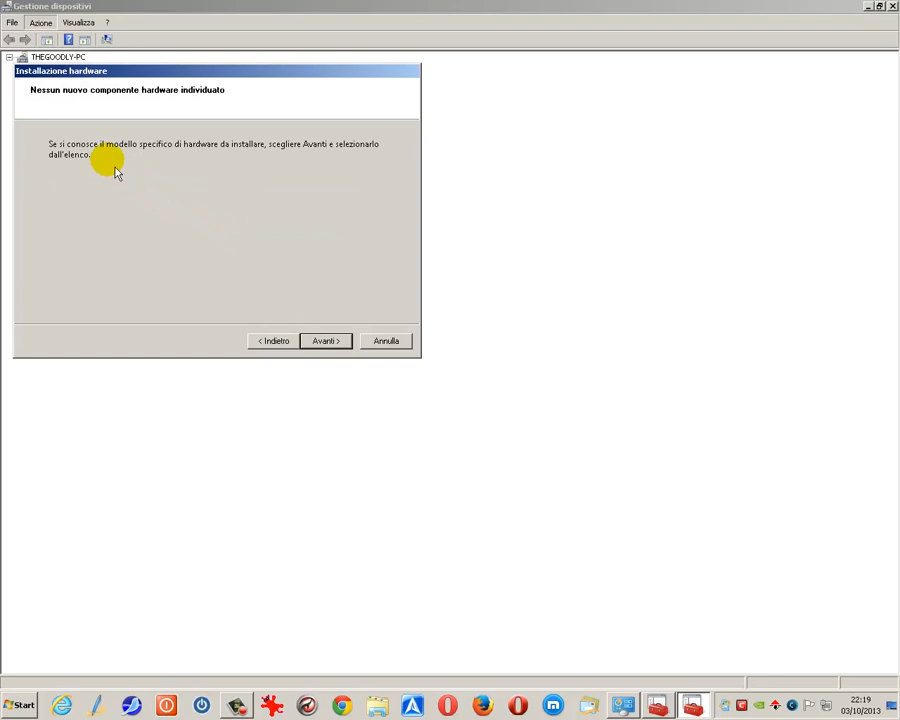 Gestione dispositivi
File Azione Visualizza ?
THEGOODLY-PC
Installazione hardware
Nessun nuovo componente hardware individuato
Se si conosce il modello specifico di hardware da installare, scegliere Avanti e selezionarlo
dall'elenco.
< Indietro Avanti > Annulla
Start
22:19
03/10/2013